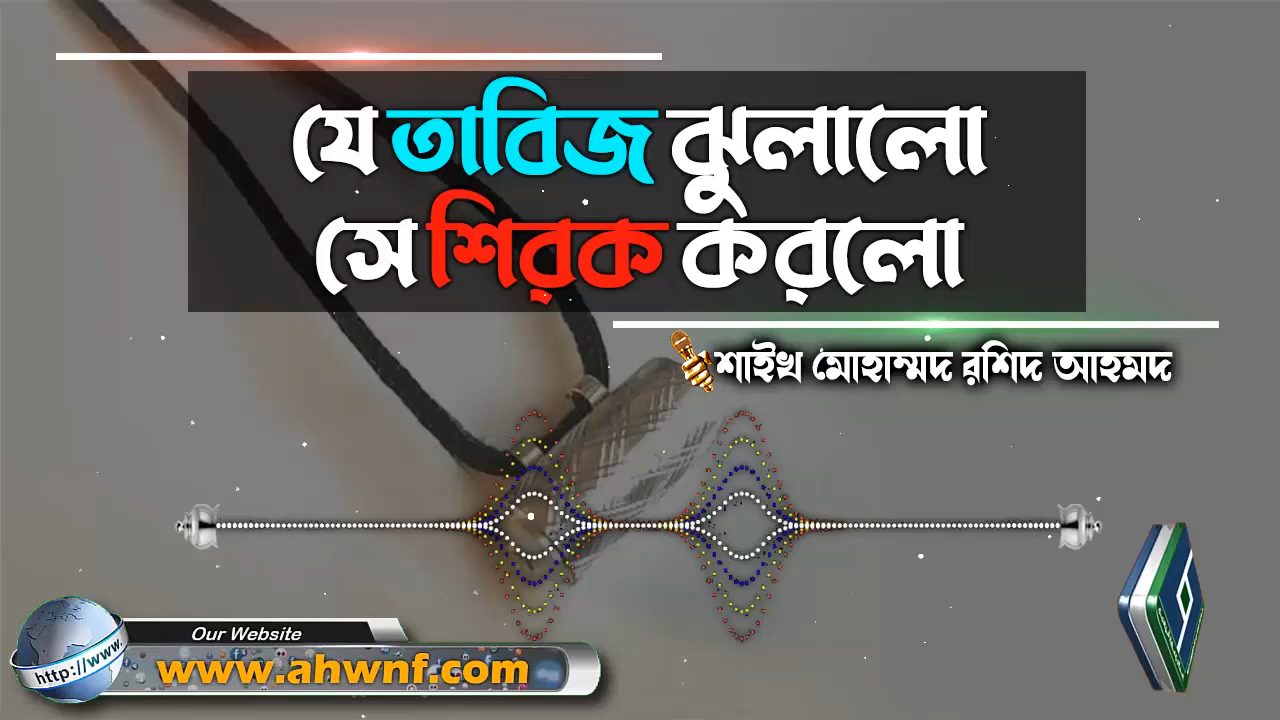 যে তাবিজ ঝুলালো
সে শিরক করলো
শাইখ মোহাম্মদ রশিদ আহমদ
Our Website
http://www.
www.ahwnf.com